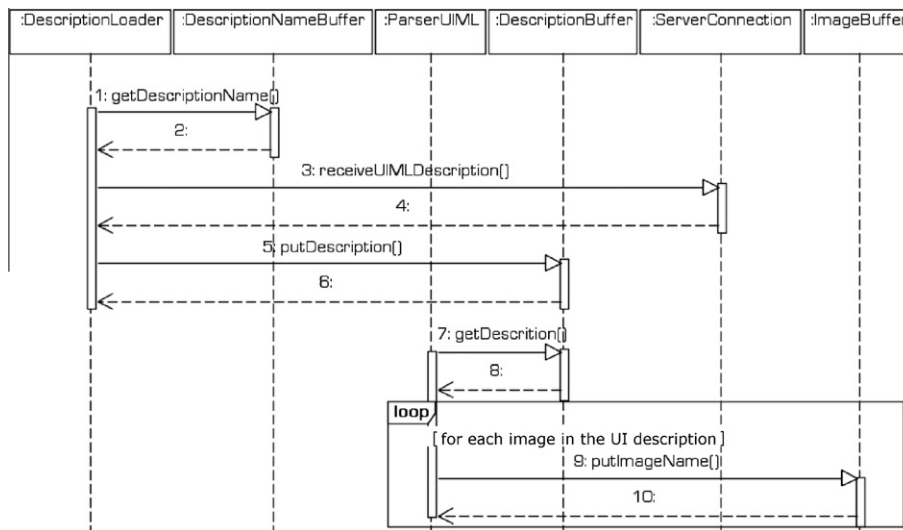 :DescriptionLoader :DescriptionNameBuffer :ParserUIML :DescriptionBuffer :ServerConnection :ImageBuffer
1: getDescriptionName()
2:
3: receiveUIMLDescription()
4:
5: putDescription()
6:
7: getDescrition()
8:
loop
[ for each image in the UI description ]
9: putImageName()
10: